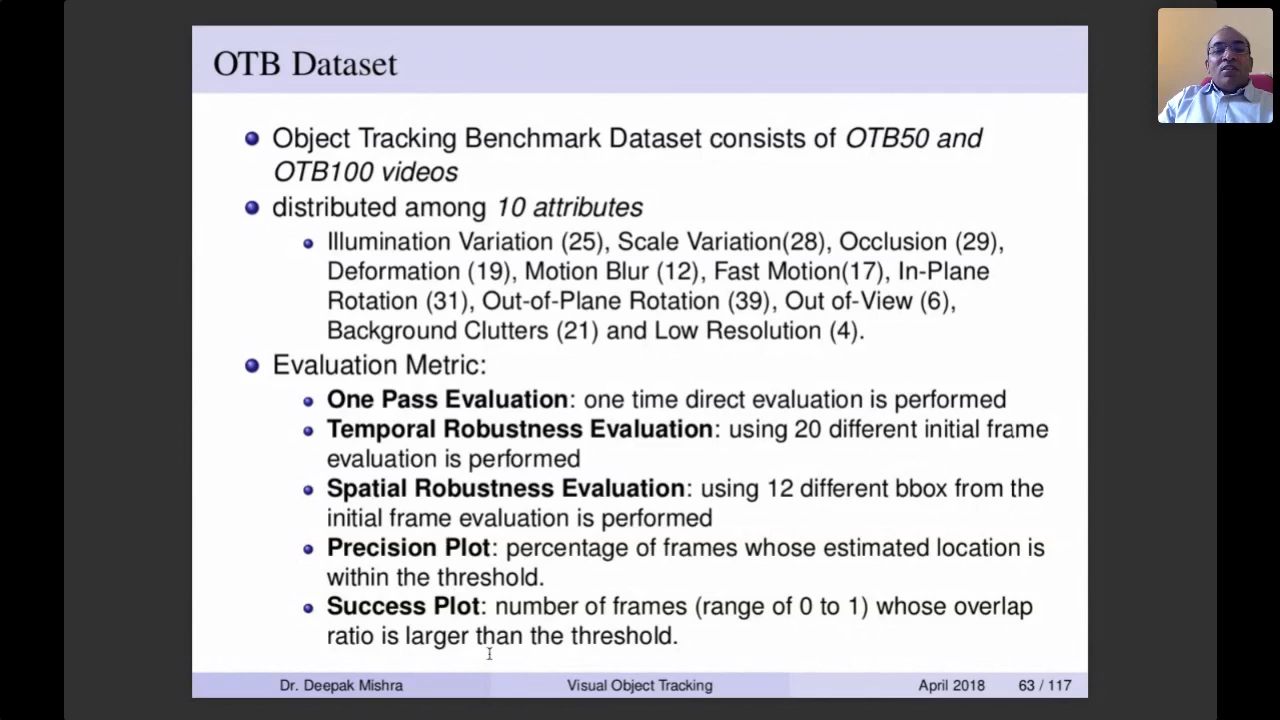 OTB Dataset
Object Tracking Benchmark Dataset consists of OTB50 and
OTB100 videos
distributed among 10 attributes
Illumination Variation (25), Scale Variation(28), Occlusion (29),
Deformation (19), Motion Blur (12), Fast Motion(17), In-Plane
Rotation (31), Out-of-Plane Rotation (39), Out of-View (6),
Background Clutters (21) and Low Resolution (4).
Evaluation Metric:
One Pass Evaluation: one time direct evaluation is performed
Temporal Robustness Evaluation: using 20 different initial frame
evaluation is performed
Spatial Robustness Evaluation: using 12 different bbox from the
initial frame evaluation is performed
Precision Plot: percentage of frames whose estimated location is
within the threshold.
Success Plot: number of frames (range of 0 to 1) whose overlap
ratio is larger than the threshold.
Dr. Deepak Mishra Visual Object Tracking April 2018 63 / 117